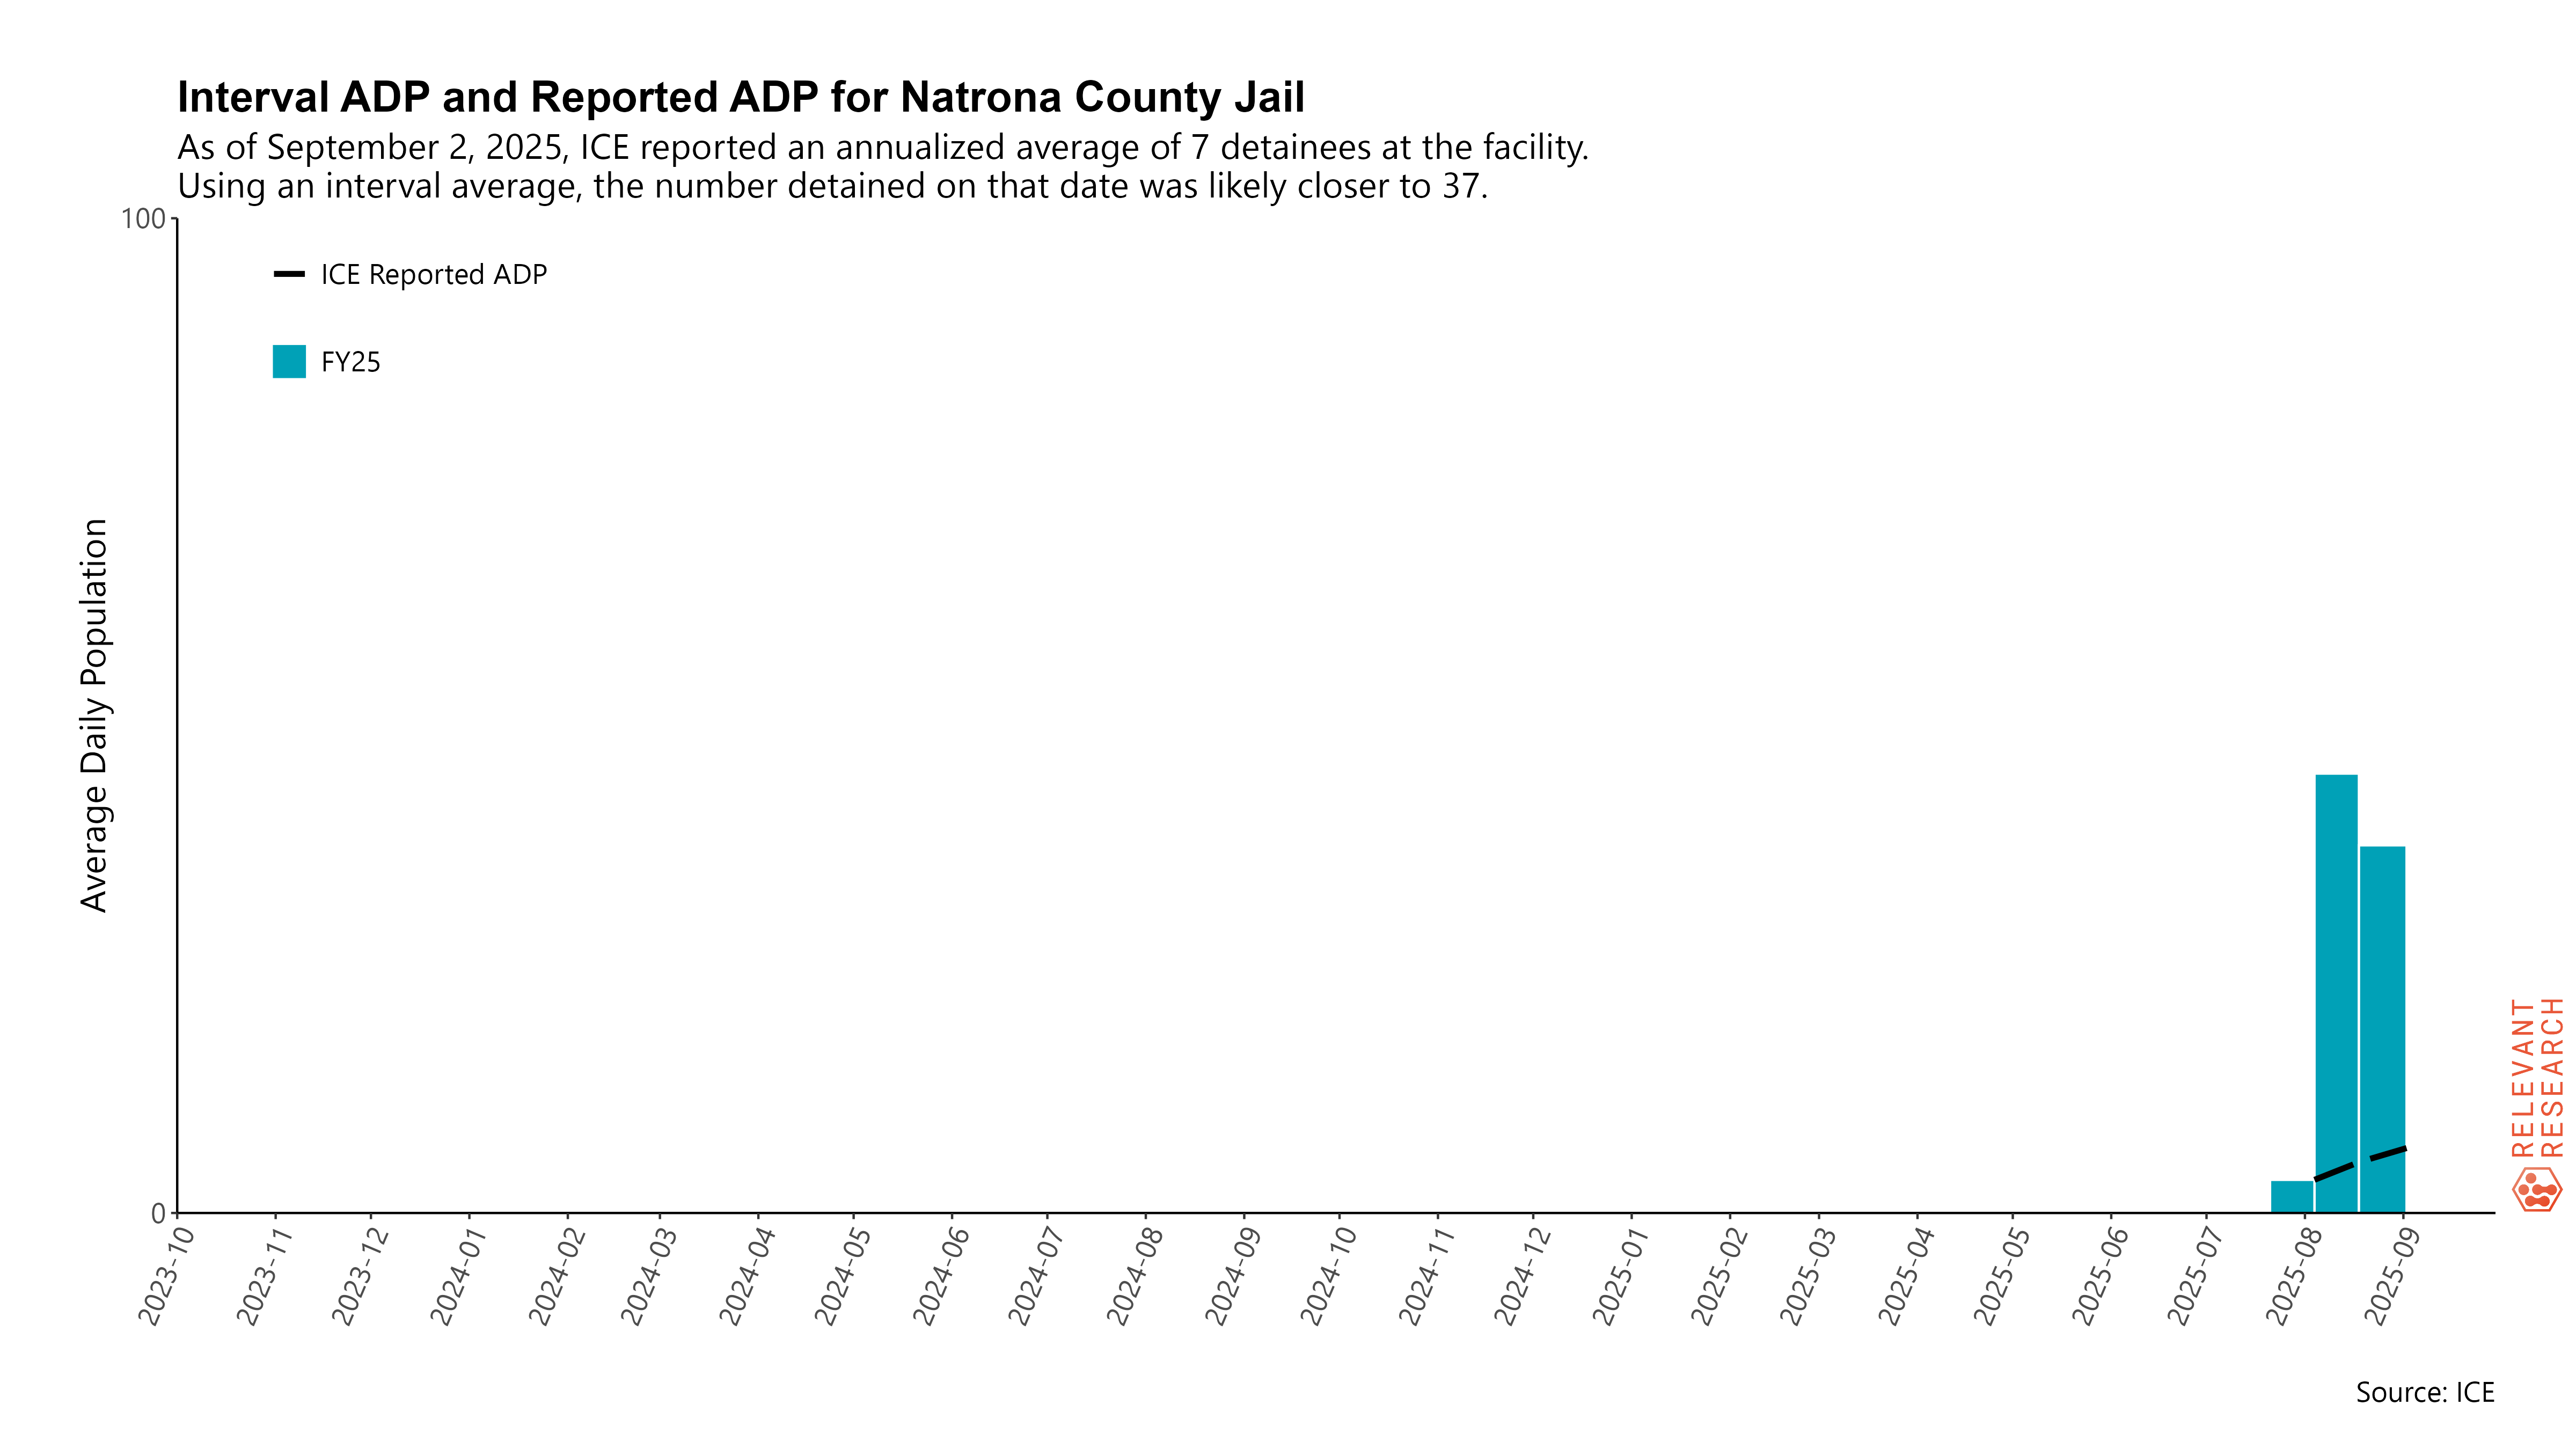 Interval ADP and Reported ADP for Natrona County Jail
As of September 2, 2025, ICE reported an annualized average of 7 detainees at the facility.
Using an interval average, the number detained on that date was likely closer to 37.
100
ICE Reported ADP
FY25
Average Daily Population
0
2023-10
2023-11
2023-12
2024-01
2024-02
2024-03
2024-04
2024-05
2024-06
2024-07
2024-08
2024-09
2024-10
2024-11
2024-12
2025-01
2025-02
2025-03
2025-04
2025-05
2025-06
2025-07
2025-08
2025-09
RELEVANT
RESEARCH
Source: ICE